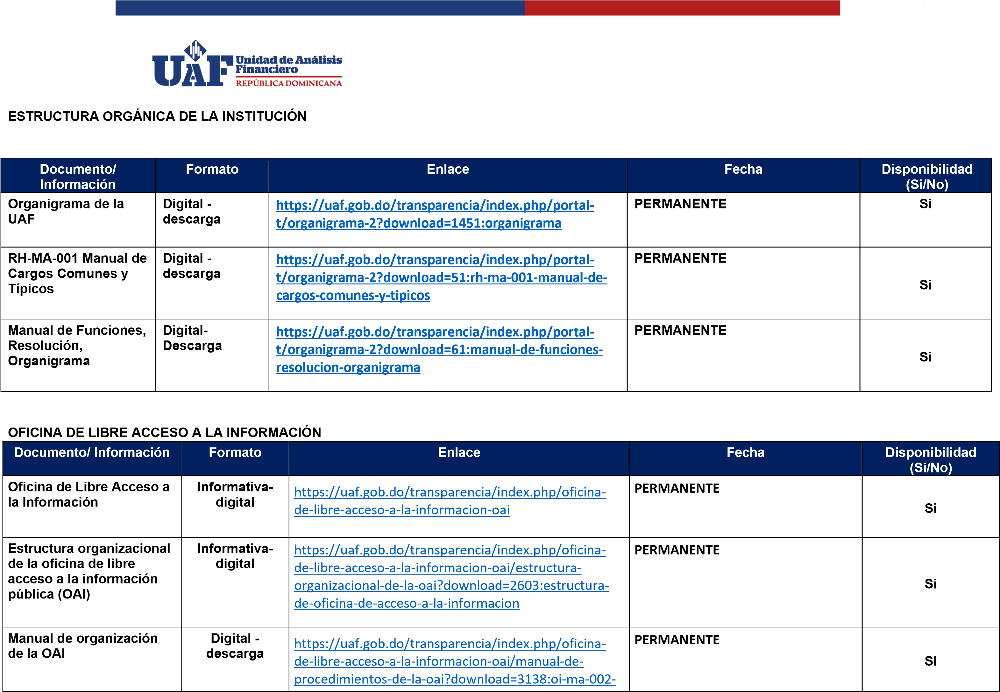 UAF Unidad de Análisis
Financiero
REPÚBLICA DOMINICANA
ESTRUCTURA ORGÁNICA DE LA INSTITUCIÓN
Documento/
Información
Formato
Enlace
Fecha
Disponibilidad
(Si/No)
Organigrama de la
UAF
Digital -
descarga
https://uaf.gob.do/transparencia/index.php/portal-
t/organigrama-2?download=1451:organigrama
PERMANENTE
Si
RH-MA-001 Manual de
Cargos Comunes y
Típicos
Digital -
descarga
https://uaf.gob.do/transparencia/index.php/portal-
t/organigrama-2?download=51:rh-ma-001-manual-de-
cargos-comunes-y-tipicos
PERMANENTE
Si
Manual de Funciones,
Resolución,
Organigrama
Digital-
Descarga
https://uaf.gob.do/transparencia/index.php/portal-
t/organigrama-2?download=61:manual-de-funciones-
resolucion-organigrama
PERMANENTE
Si
OFICINA DE LIBRE ACCESO A LA INFORMACIÓN
Documento/ Información
Formato
Enlace
Fecha
Disponibilidad
(Si/No)
Oficina de Libre Acceso a
la Información
Informativa-
digital
https://uaf.gob.do/transparencia/index.php/oficina-
de-libre-acceso-a-la-informacion-oai
PERMANENTE
Si
Estructura organizacional
de la oficina de libre
acceso a la información
pública (OAI)
Informativa-
digital
https://uaf.gob.do/transparencia/index.php/oficina-
de-libre-acceso-a-la-informacion-oai/estructura-
organizacional-de-la-oai?download=2603:estructura-
de-oficina-de-acceso-a-la-informacion
PERMANENTE
Si
Manual de organización
de la OAI
Digital -
descarga
https://uaf.gob.do/transparencia/index.php/oficina-
de-libre-acceso-a-la-informacion-oai/manual-de-
procedimientos-de-la-oai?download=3138:oi-ma-002-
PERMANENTE
SI